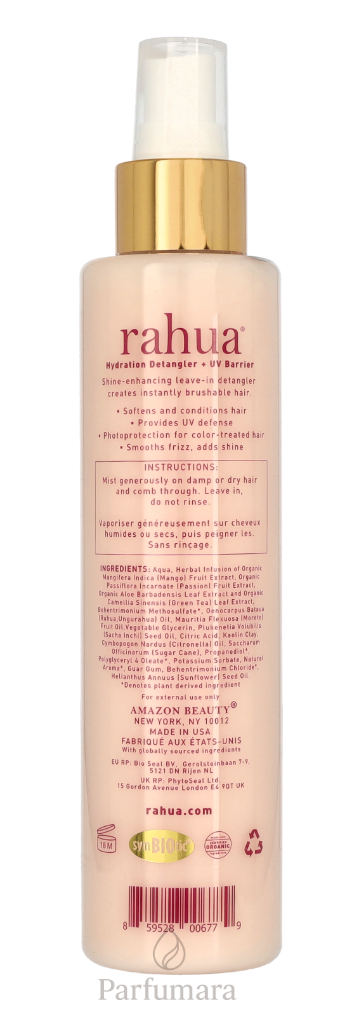 rahua®
Hydration Detangler + UV Barrier
Shine-enhancing leave-in detangler
creates instantly brushable hair.
• Softens and conditions hair
• Provides UV defense
• Photoprotection for color-treated hair
• Smooths frizz, adds shine
INSTRUCTIONS:
Mist generously on damp or dry hair
and comb through. Leave in,
do not rinse.
Vaporiser généreusement sur cheveux
humides ou secs, puis peigner les.
Sans rinçage.
INGREDIENTS: Aqua, Herbal Infusion of Organic
Mangifera Indica (Mango) Fruit Extract, Organic
Passiflora Incarnate (Passion) Fruit Extract,
Organic Aloe Barbadensis Leaf Extract and Organic
Camellia Sinensis (Green Tea) Leaf Extract,
Behentrimonium Methosulfate*, Oenocarpus Bataua
(Rahua Ungurahua) Oil, Mauritia Flexuosa (Morete)
Fruit Oil Vegetable Glycerin, Plukenetia Volubilis
(Sacha Inchi) Seed Oil, Citric Acid, Kaolin Clay,
Cymbopogon Nardus (Citronella) Oil, Saccharum
Officinarum (Sugar Cane), Propanediol*,
Polyglyceryl 4 Oleate*, Potassium Sorbate, Natural
Aroma*, Guar Gum, Behentrimonium Chloride*,
Helianthus Annuus (Sunflower) Seed Oil
*Denotes plant derived ingredient
For external use only
AMAZON BEAUTY®
NEW YORK, NY 10012
MADE IN USA
FABRIQUÉ AUX ÉTATS-UNIS
With globally sourced ingredients
EU RP: Bio Seal BV, Gerolsteinbaan 7-9,
5121 DN Rijen NL
UK RP: PhytoSeal Ltd.
15 Gordon Avenue London E4 9QT UK
rahua.com
18 M
synBIOtic
ORGANIC
8 59528 00677 9
Parfumara